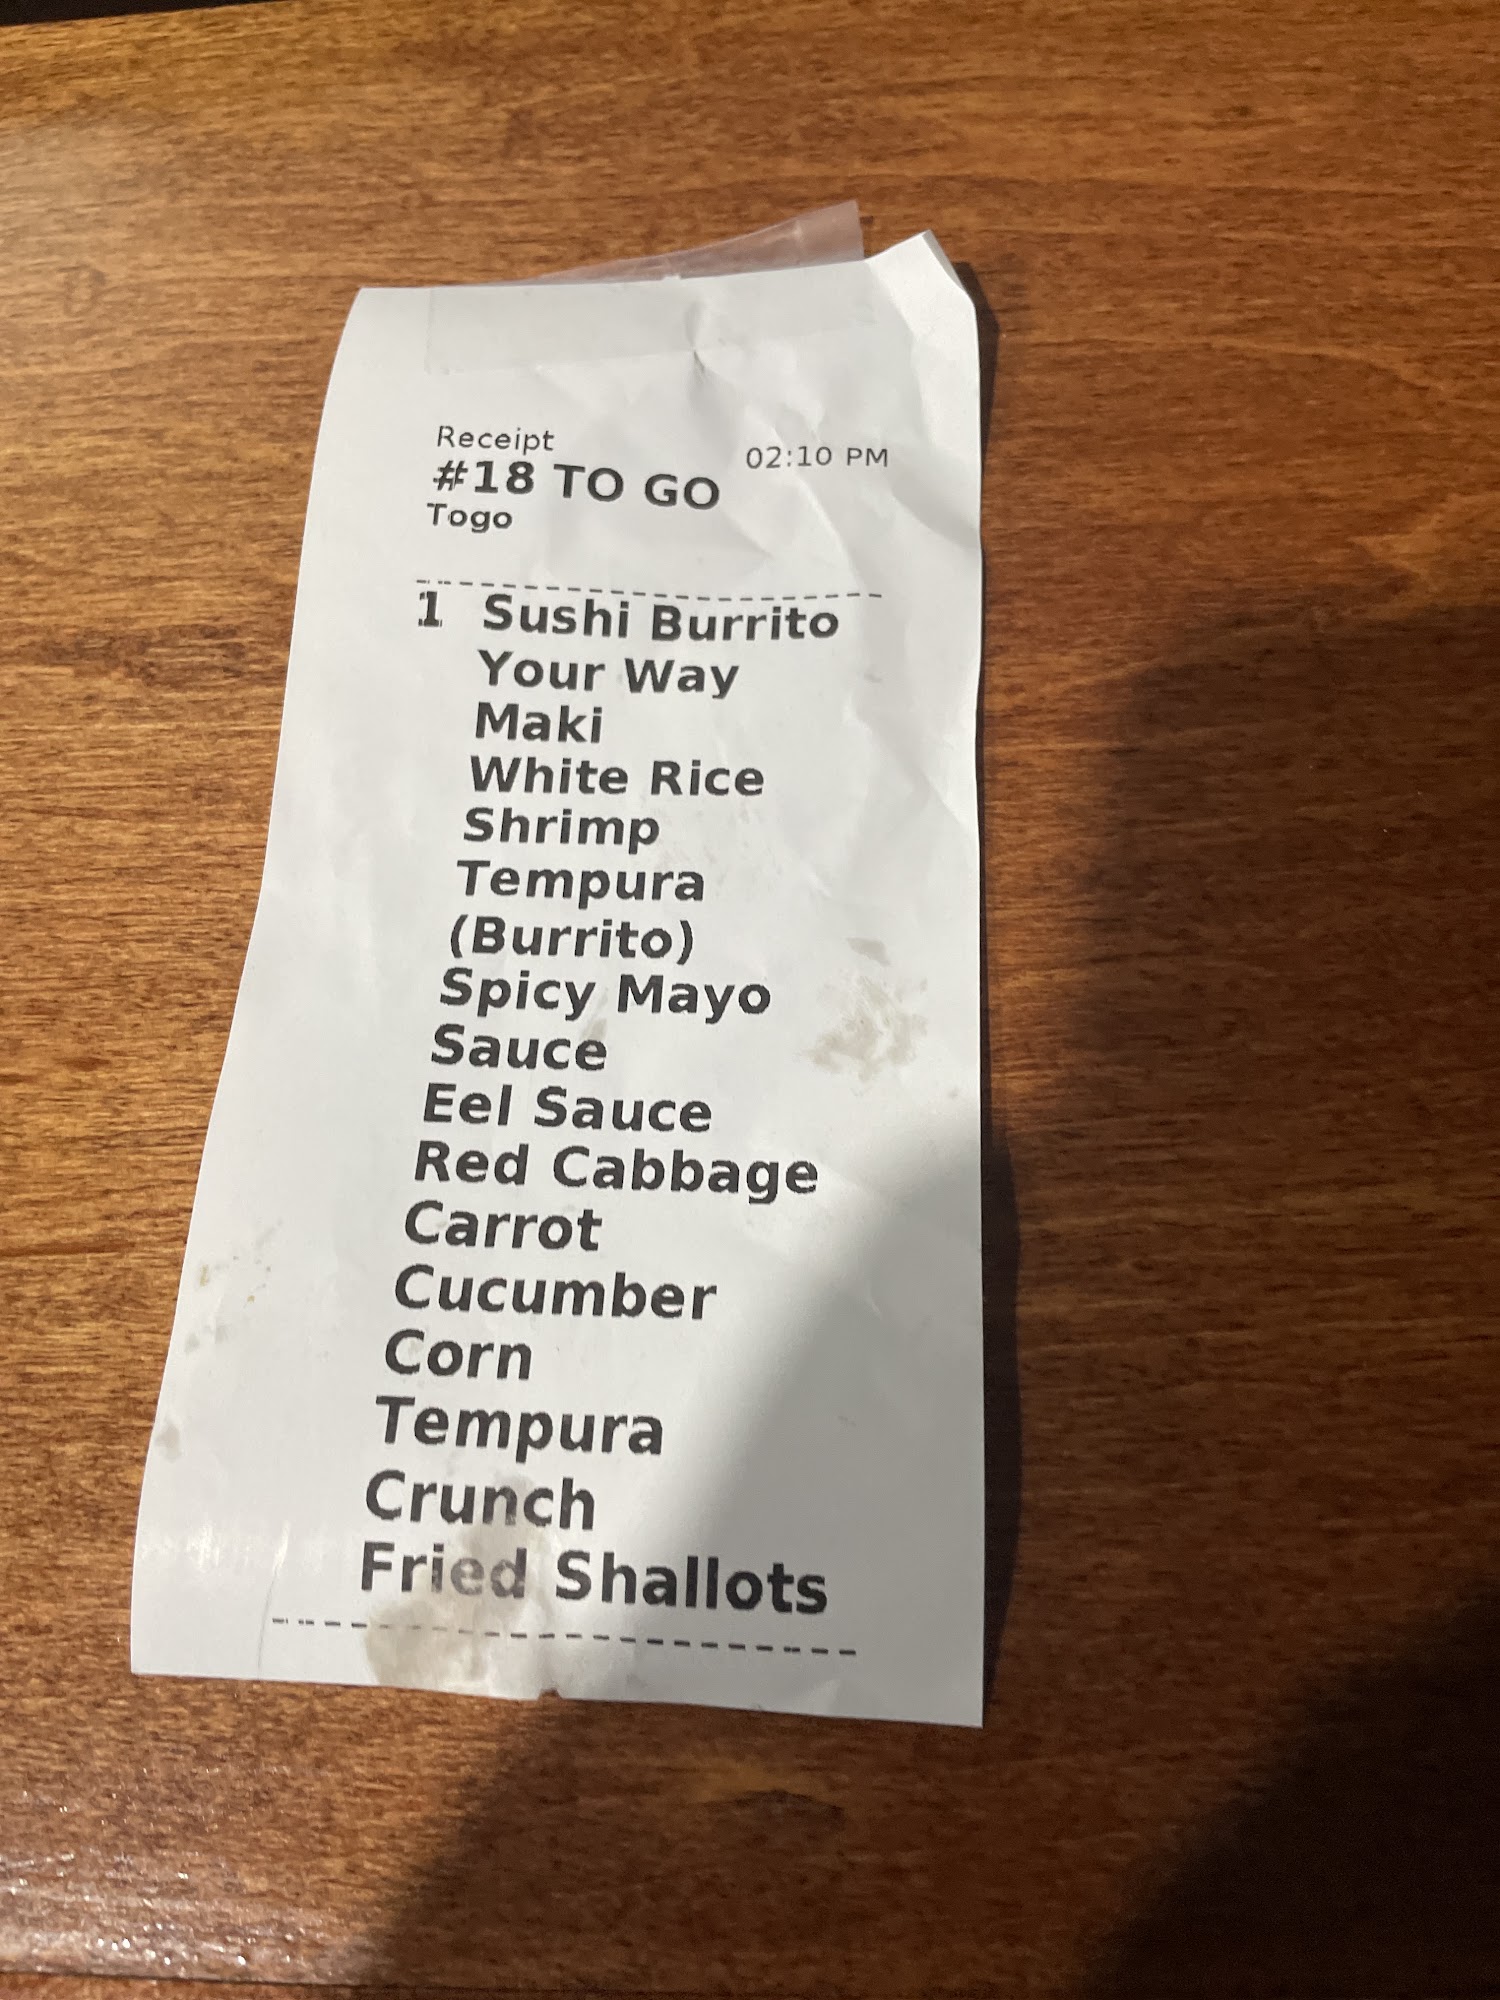 Receipt
02:10 PM
#18 TO GO
Togo
1 Sushi Burrito
Your Way
Maki
White Rice
Shrimp
Tempura
(Burrito)
Spicy Mayo
Sauce
Eel Sauce
Red Cabbage
Carrot
Cucumber
Corn
Tempura
Crunch
Fried Shallots